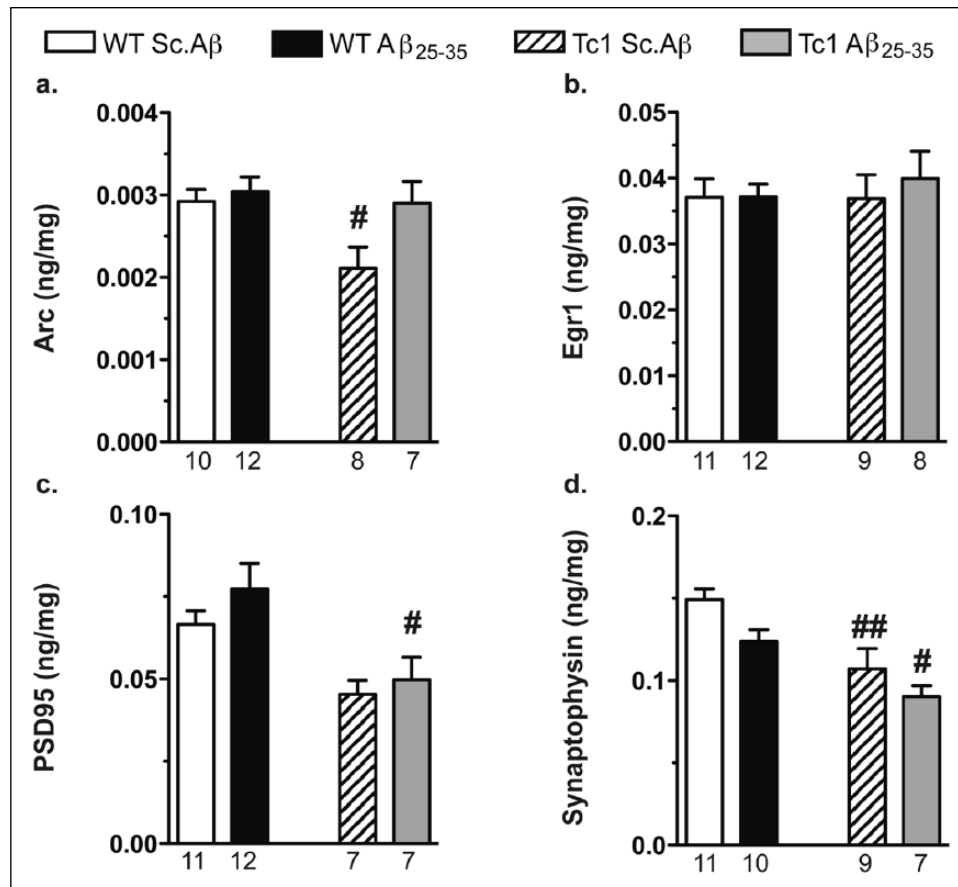 WT Sc.Aβ WT Aβ25-35 Tc1 Sc.Aβ Tc1 Aβ25-35
a.
Arc (ng/mg)
0.004
0.003
0.002
0.001
0.000
#
10 12 8 7
b.
Egr1 (ng/mg)
0.05
0.04
0.03
0.02
0.01
0.00
11 12 9 8
c.
PSD95 (ng/mg)
0.10
0.05
0.00
#
11 12 7 7
d.
Synaptophysin (ng/mg)
0.2
0.1
0.0
## #
11 10 9 7